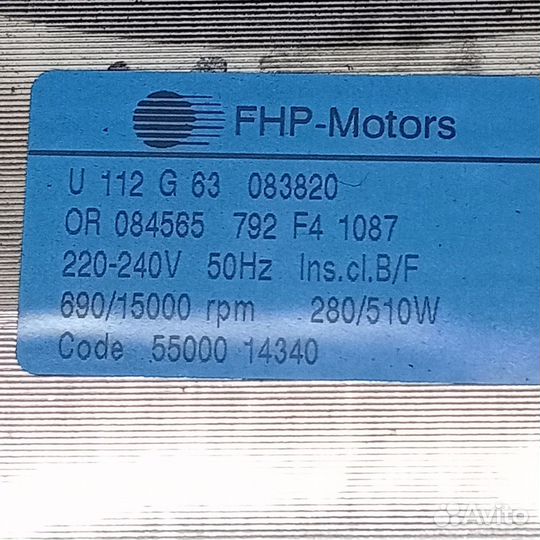 FHP-Motors
U 112 G 63 083820
OR 084565 792 F4 1087
220-240V 50Hz Ins.cl.B/F
690/15000 rpm 280/510W
Code 55000 14340
Avito